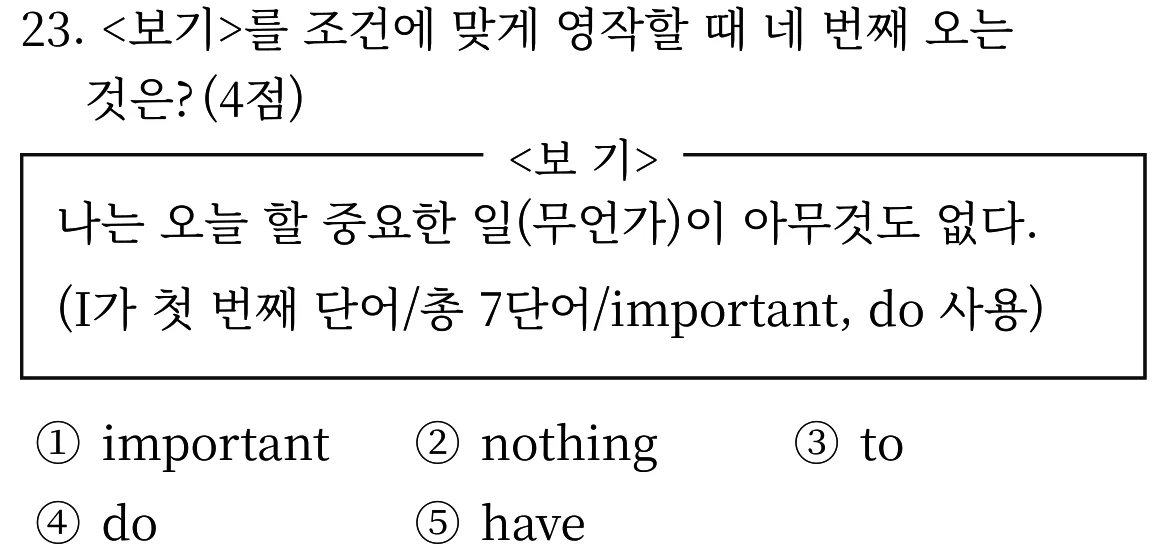 23. <보기>를 조건에 맞게 영작할 때 네 번째 오는
것은?(4점)
<보 기>
나는 오늘 할 중요한 일(무언가)이 아무것도 없다.
(I가 첫 번째 단어/총 7단어/important, do 사용)
① important ② nothing ③ to
④ do ⑤ have